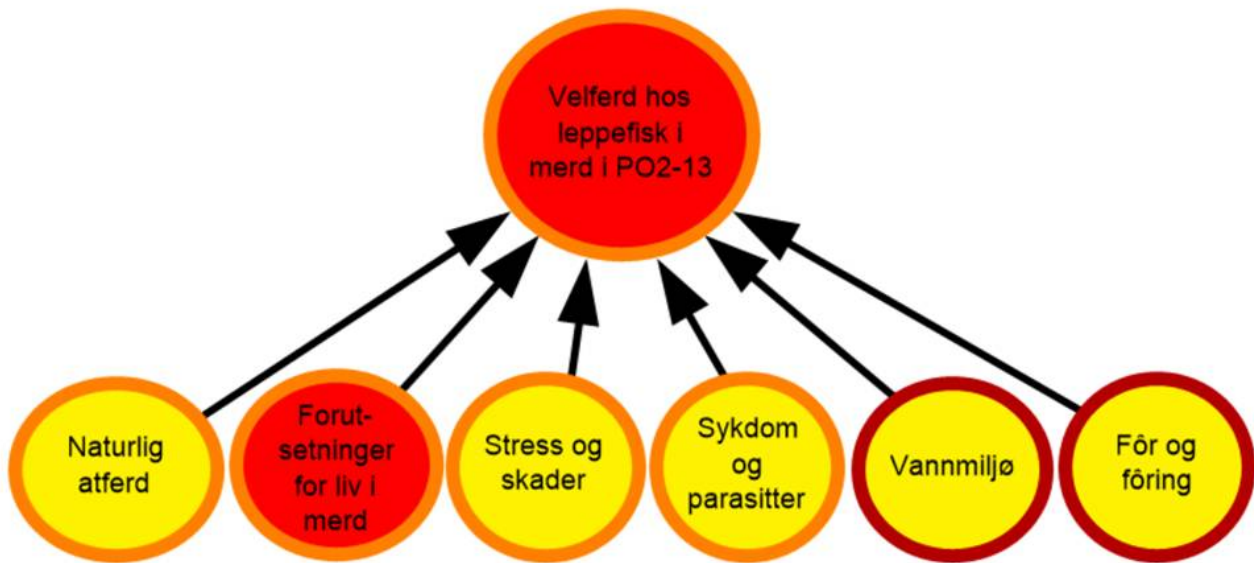 Velferd hos
leppefisk i
merd i PO2-13
Naturlig
atferd
Forut-
setninger
for liv i
merd
Stress og
skader
Sykdom
og
parasitter
Vannmiljø
Fôr og
fôring